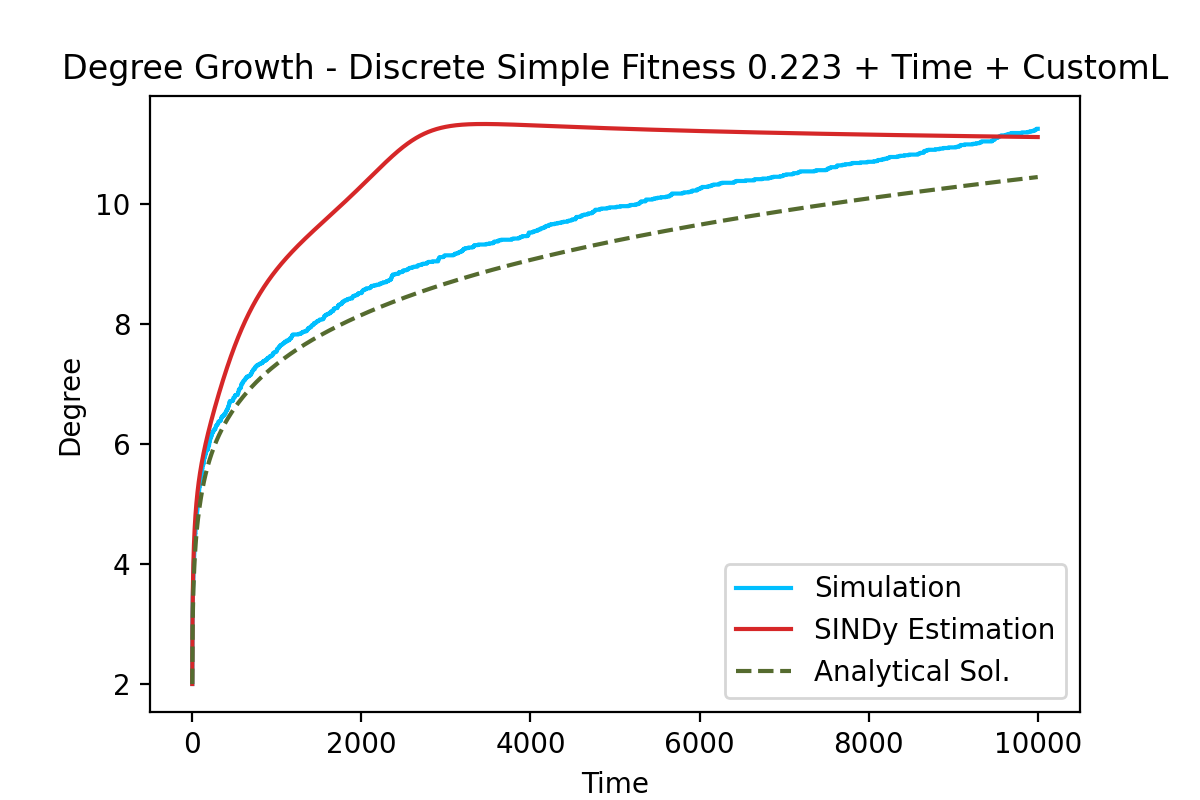 Degree Growth - Discrete Simple Fitness 0.223 + Time + CustomL
10
8
6
4
2
Degree
Simulation
SINDy Estimation
Analytical Sol.
0 2000 4000 6000 8000 10000
Time